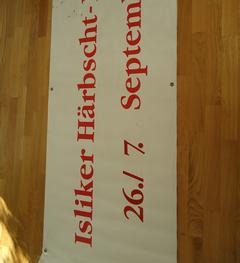 Isliker Härbscht-
26./ 7. Septem